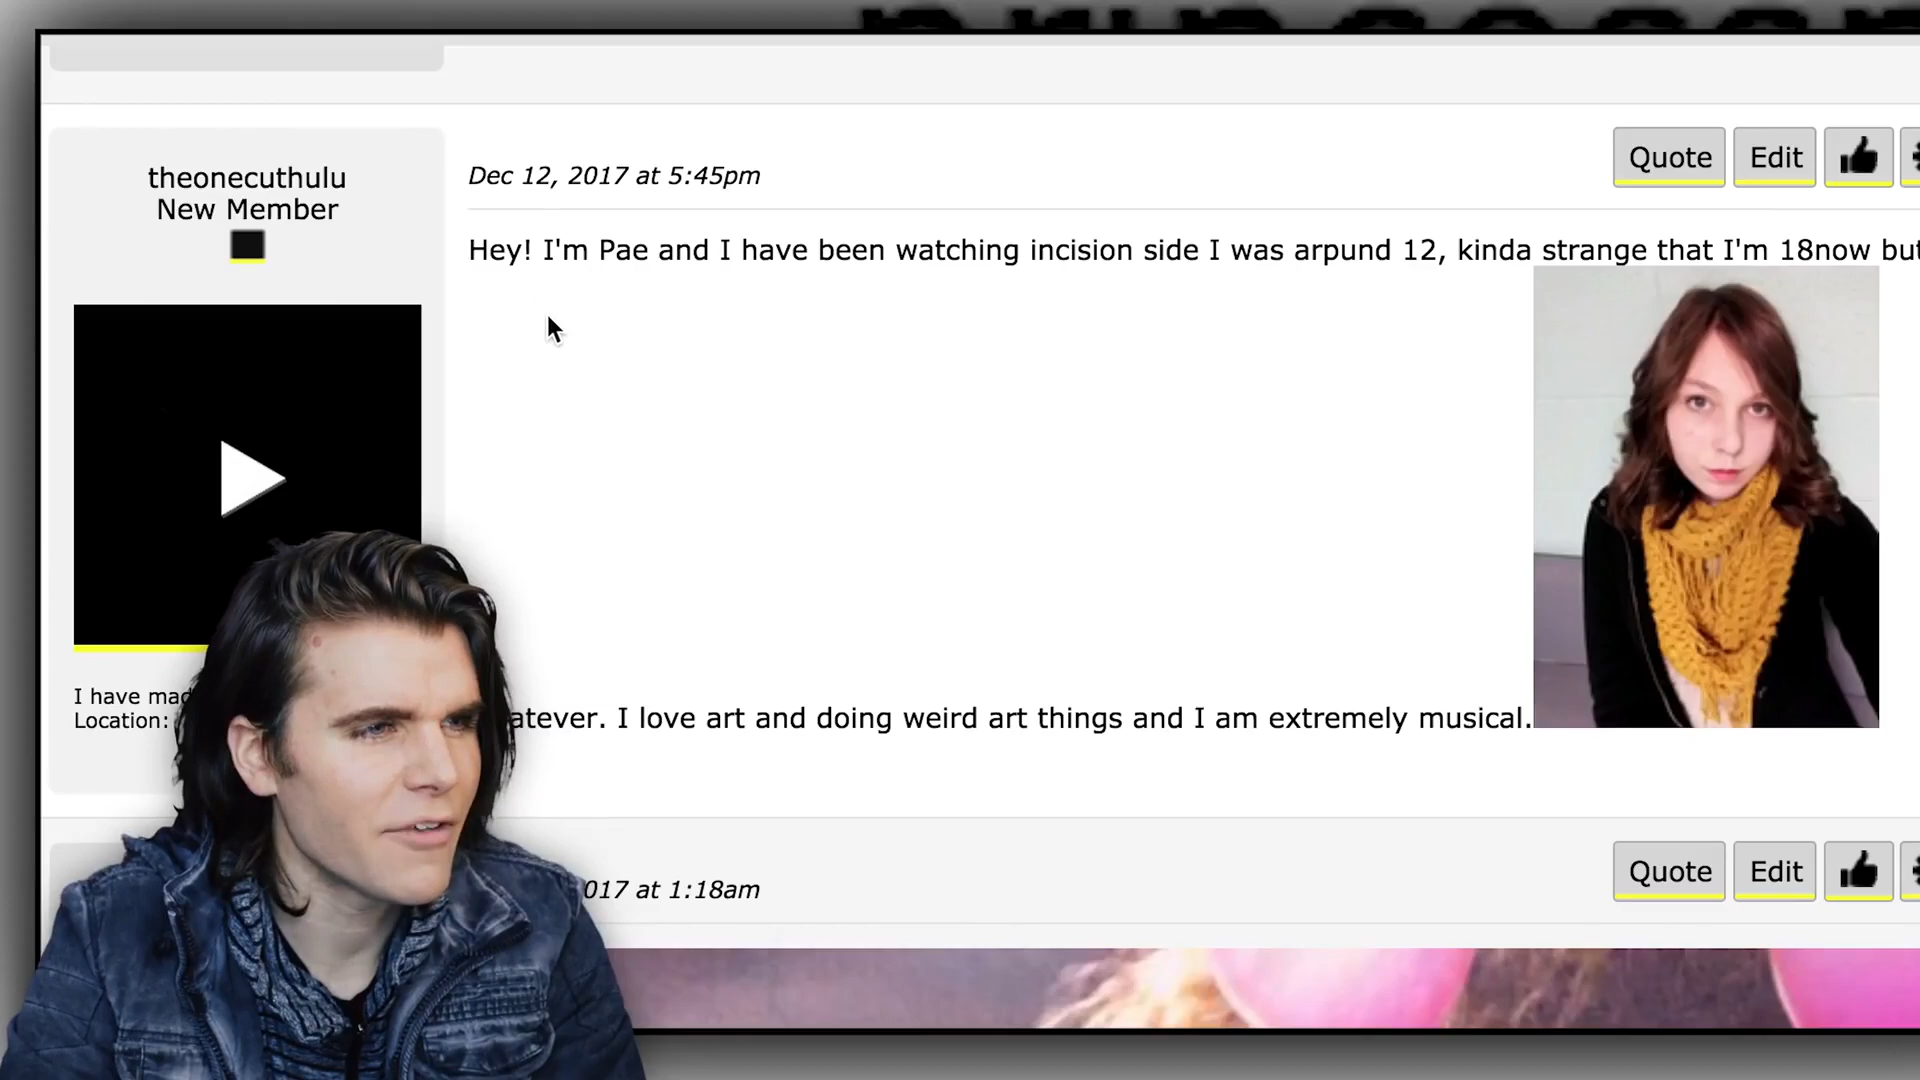 theonecuthulu
New Member
Dec 12, 2017 at 5:45pm
Quote
Edit
Hey! I'm Pae and I have been watching incision side I was arpund 12, kinda strange that I'm 18now but
I have mad
Location:
atever. I love art and doing weird art things and I am extremely musical.
017 at 1:18am
Quote
Edit